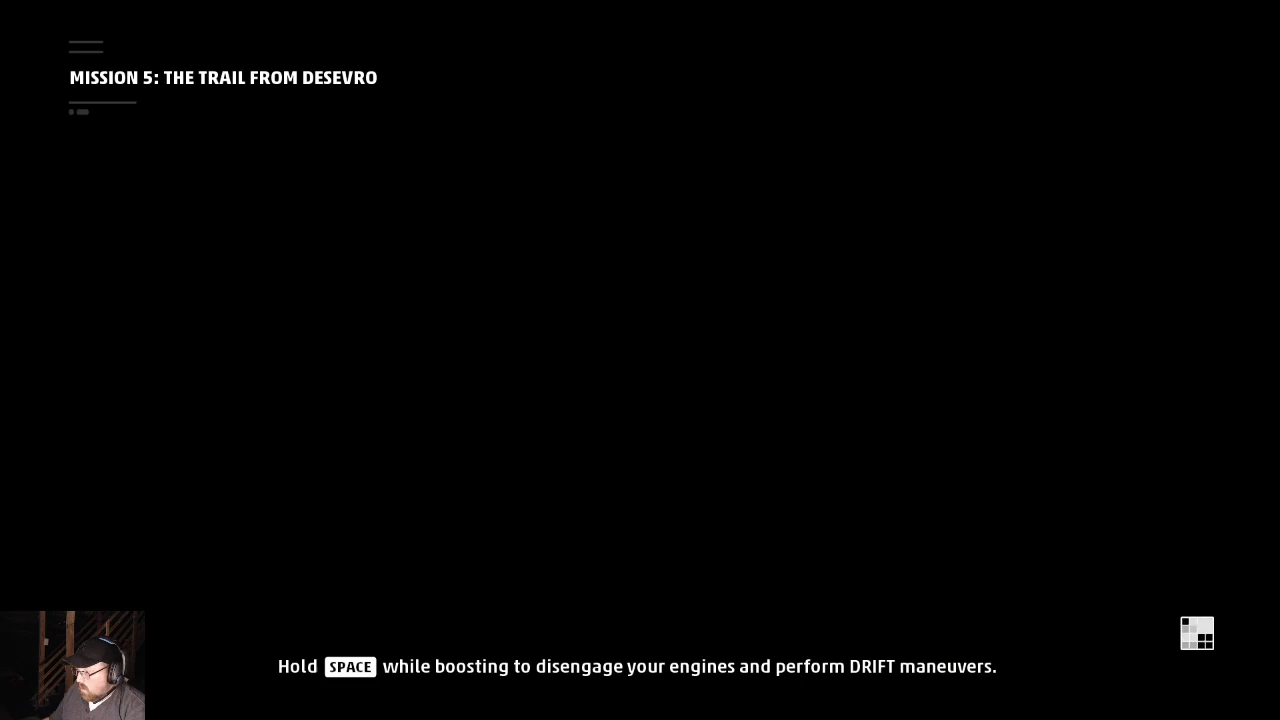 MISSION 5: THE TRAIL FROM DESEVRO
Hold SPACE while boosting to disengage your engines and perform DRIFT maneuvers.